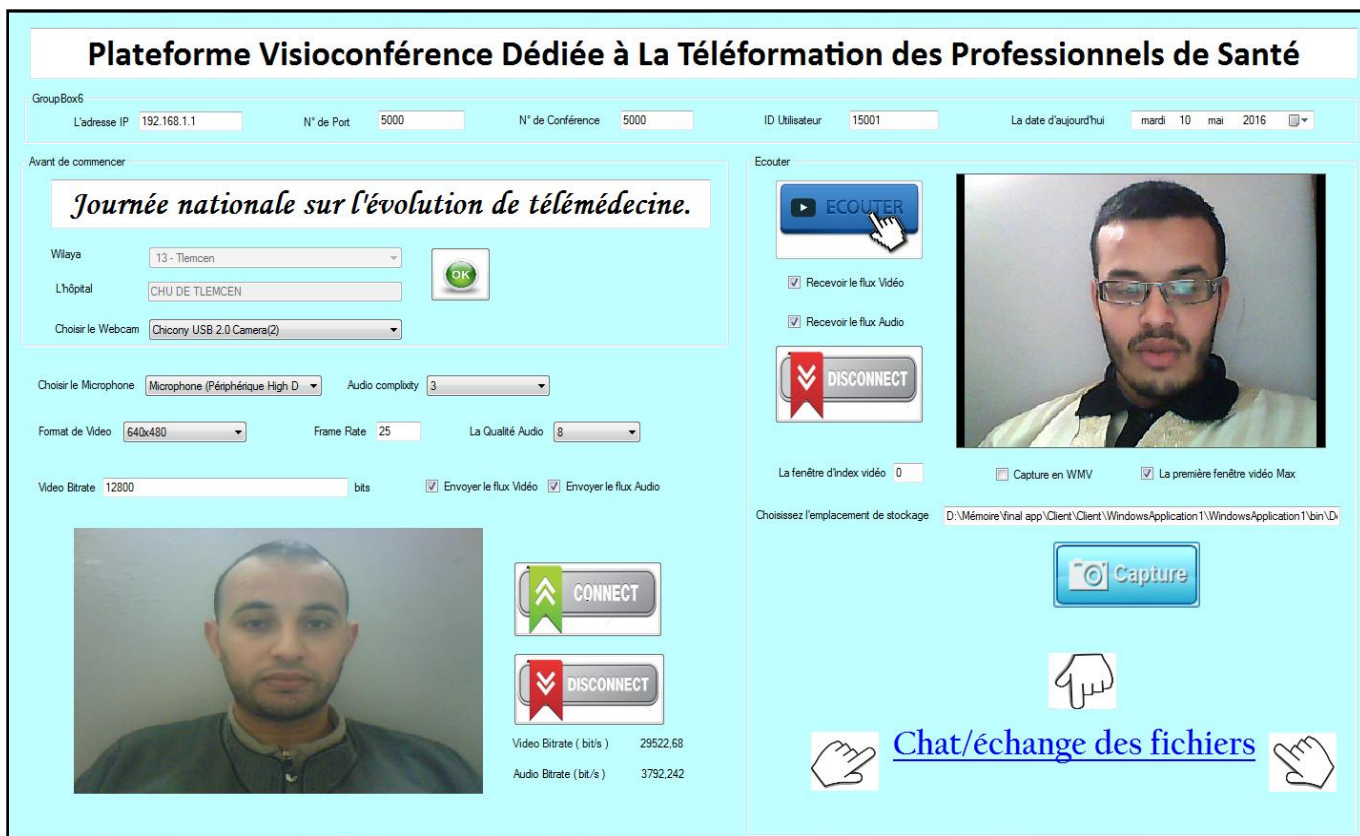 Plateforme Visioconférence Dédiée à La Téléformation des Professionnels de Santé
GroupBox6
L'adresse IP 192.168.1.1 N° de Port 5000 N° de Conférence 5000 ID Utilisateur 15001 La date d'aujourd'hui mardi 10 mai 2016
Avant de commencer
Journée nationale sur l'évolution de télémédecine.
Wilaya 13 - Tlemcen
OK
L'hôpital CHU DE TLEMCEN
Choisir le Webcam Chicony USB 2.0 Camera(2)
Choisir le Microphone Microphone (Périphérique High D Audio complixity 3
Format de Video 640x480 Frame Rate 25 La Qualité Audio 8
Video Bitrate 12800 bits Envoyer le flux Vidéo Envoyer le flux Audio
CONNECT
DISCONNECT
Video Bitrate ( bit/s ) 29522,68
Audio Bitrate ( bit/s ) 3792,242
Ecouter
ECOUTER
Recevoir le flux Vidéo
Recevoir le flux Audio
DISCONNECT
La fenêtre d'index vidéo 0 Capture en WMV La première fenêtre vidéo Max
Choisissez l'emplacement de stockage D:\Mémoire\final app\Client\Client\WindowsApplication1\WindowsApplication1\bin\De
Capture
Chat/échange des fichiers